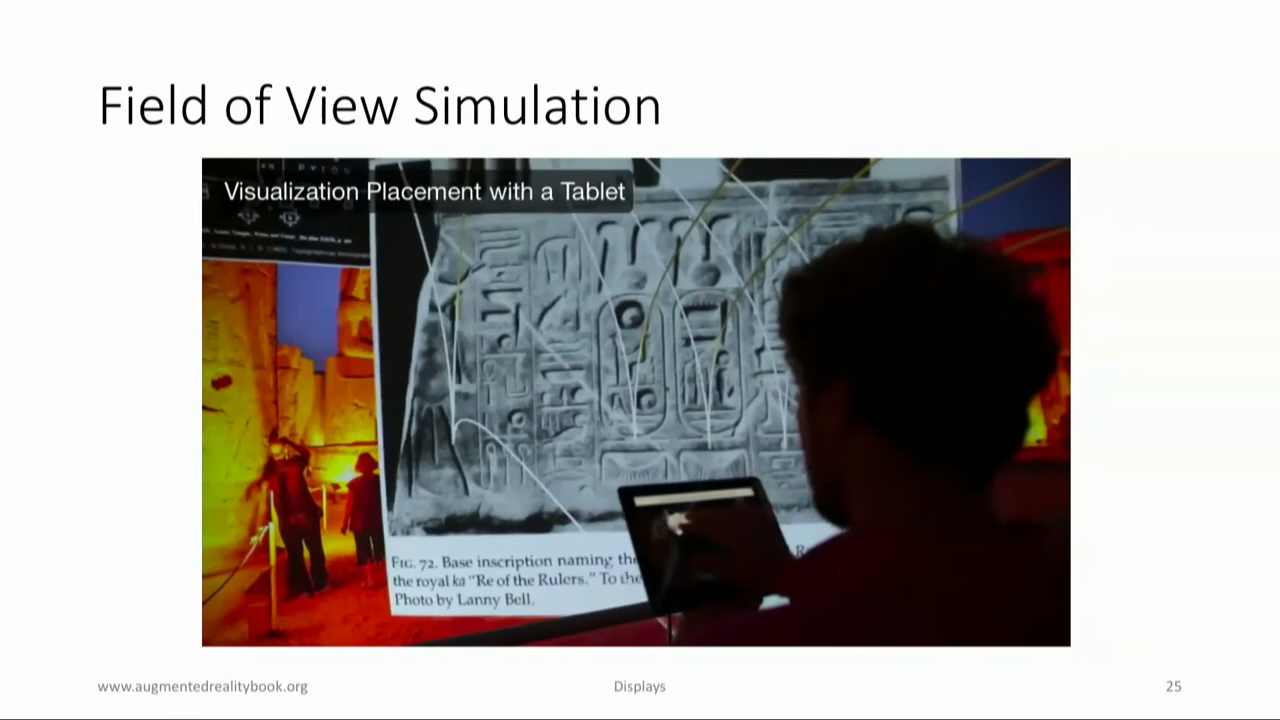 Field of View Simulation
Visualization Placement with a Tablet
FIG. 72. Base inscription naming the
the royal ka "Re of the Rulers." To the
Photo by Lanny Bell.
www.augmentedrealitybook.org
Displays
25